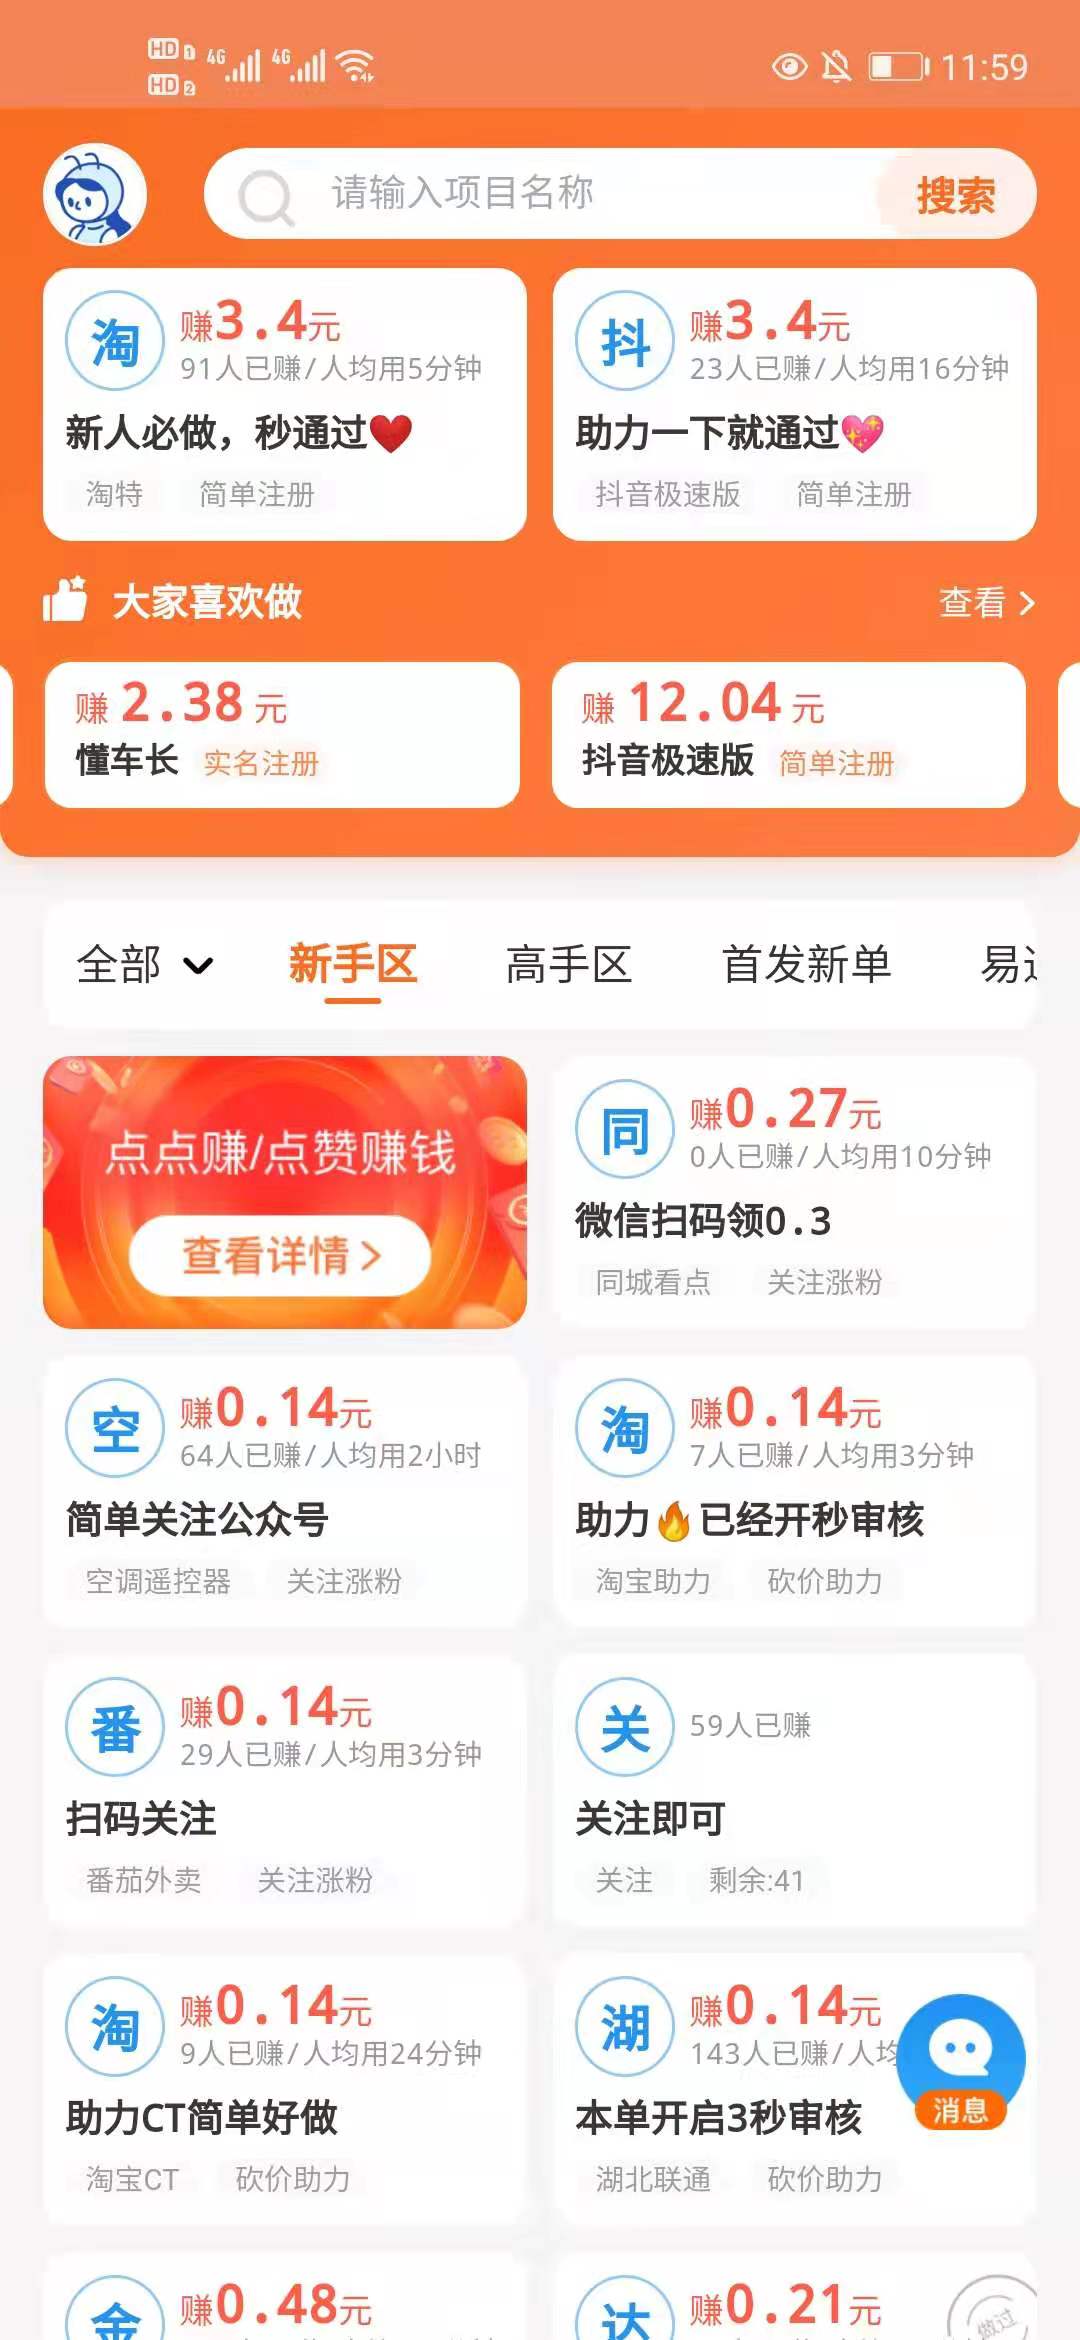 HD 1 4G 4G
HD 2
11:59
请输入项目名称
搜索
淘
赚3.4元
91人已赚/人均用5分钟
新人必做，秒通过❤️
淘特 简单注册
抖
赚3.4元
23人已赚/人均用16分钟
助力一下就通过💖
抖音极速版 简单注册
大家喜欢做
查看 >
赚 2.38 元
懂车长 实名注册
赚 12.04 元
抖音极速版 简单注册
全部 新手区 高手区 首发新单 易
点点赚/点赞赚钱
查看详情 >
同
赚0.27元
0人已赚/人均用10分钟
微信扫码领0.3
同城看点 关注涨粉
空
赚0.14元
64人已赚/人均用2小时
简单关注公众号
空调遥控器 关注涨粉
淘
赚0.14元
7人已赚/人均用3分钟
助力🔥已经开秒审核
淘宝助力 砍价助力
番
赚0.14元
29人已赚/人均用3分钟
扫码关注
番茄外卖 关注涨粉
关
59人已赚
关注即可
关注 剩余:41
淘
赚0.14元
9人已赚/人均用24分钟
助力CT简单好做
淘宝CT 砍价助力
湖
赚0.14元
143人已赚/人均
本单开启3秒审核
湖北联通 砍价助力
消息
金
赚0.48元
达
赚0.21元
做过